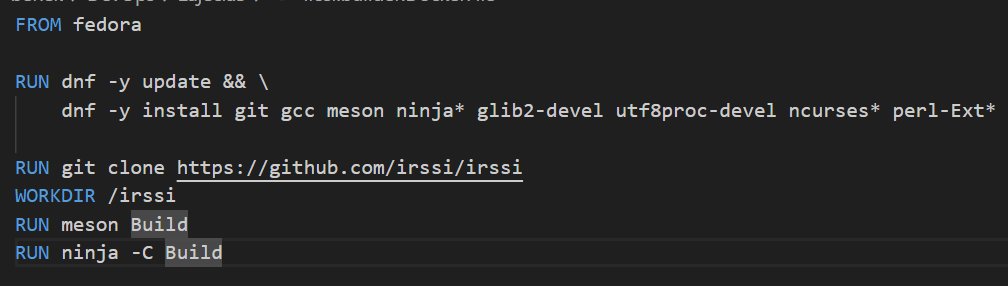 FROM fedora
RUN dnf -y update && \
dnf -y install git gcc meson ninja* glib2-devel utf8proc-devel ncurses* perl-Ext*
RUN git clone https://github.com/irssi/irssi
WORKDIR /irssi
RUN meson Build
RUN ninja -C Build